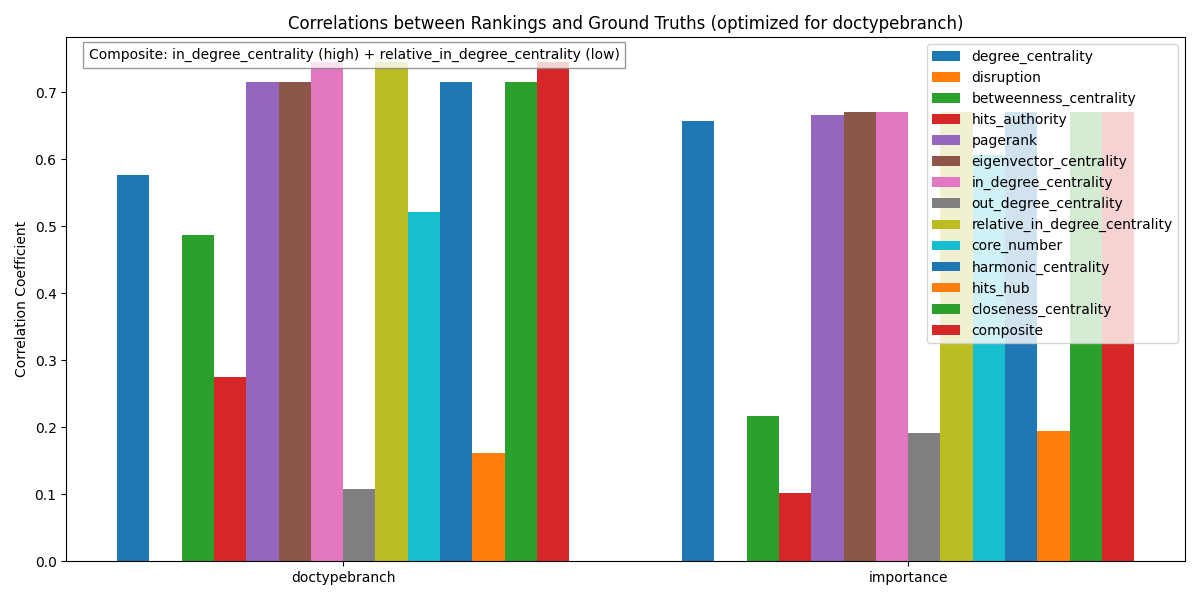 Correlations between Rankings and Ground Truths (optimized for doctypebranch)
Composite: in_degree_centrality (high) + relative_in_degree_centrality (low)
Correlation Coefficient
0.7
0.6
0.5
0.4
0.3
0.2
0.1
0.0
doctypebranch
importance
degree_centrality
disruption
betweenness_centrality
hits_authority
pagerank
eigenvector_centrality
in_degree_centrality
out_degree_centrality
relative_in_degree_centrality
core_number
harmonic_centrality
hits_hub
closeness_centrality
composite